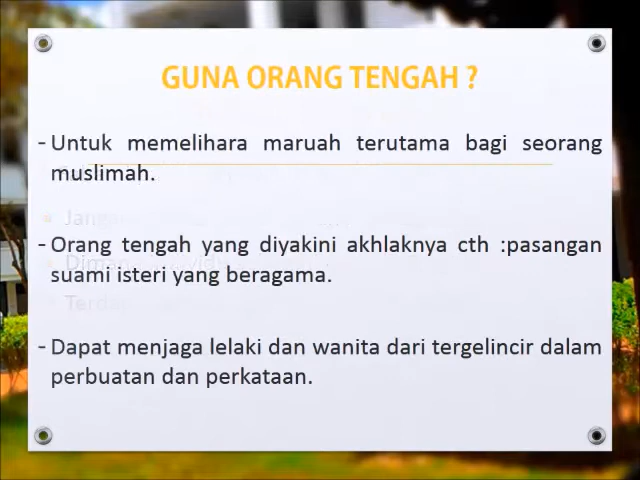 GUNA ORANG TENGAH ?
- Untuk memelihara maruah terutama bagi seorang
muslimah.
- Orang tengah yang diyakini akhlaknya cth :pasangan
suami isteri yang beragama.
- Dapat menjaga lelaki dan wanita dari tergelincir dalam
perbuatan dan perkataan.